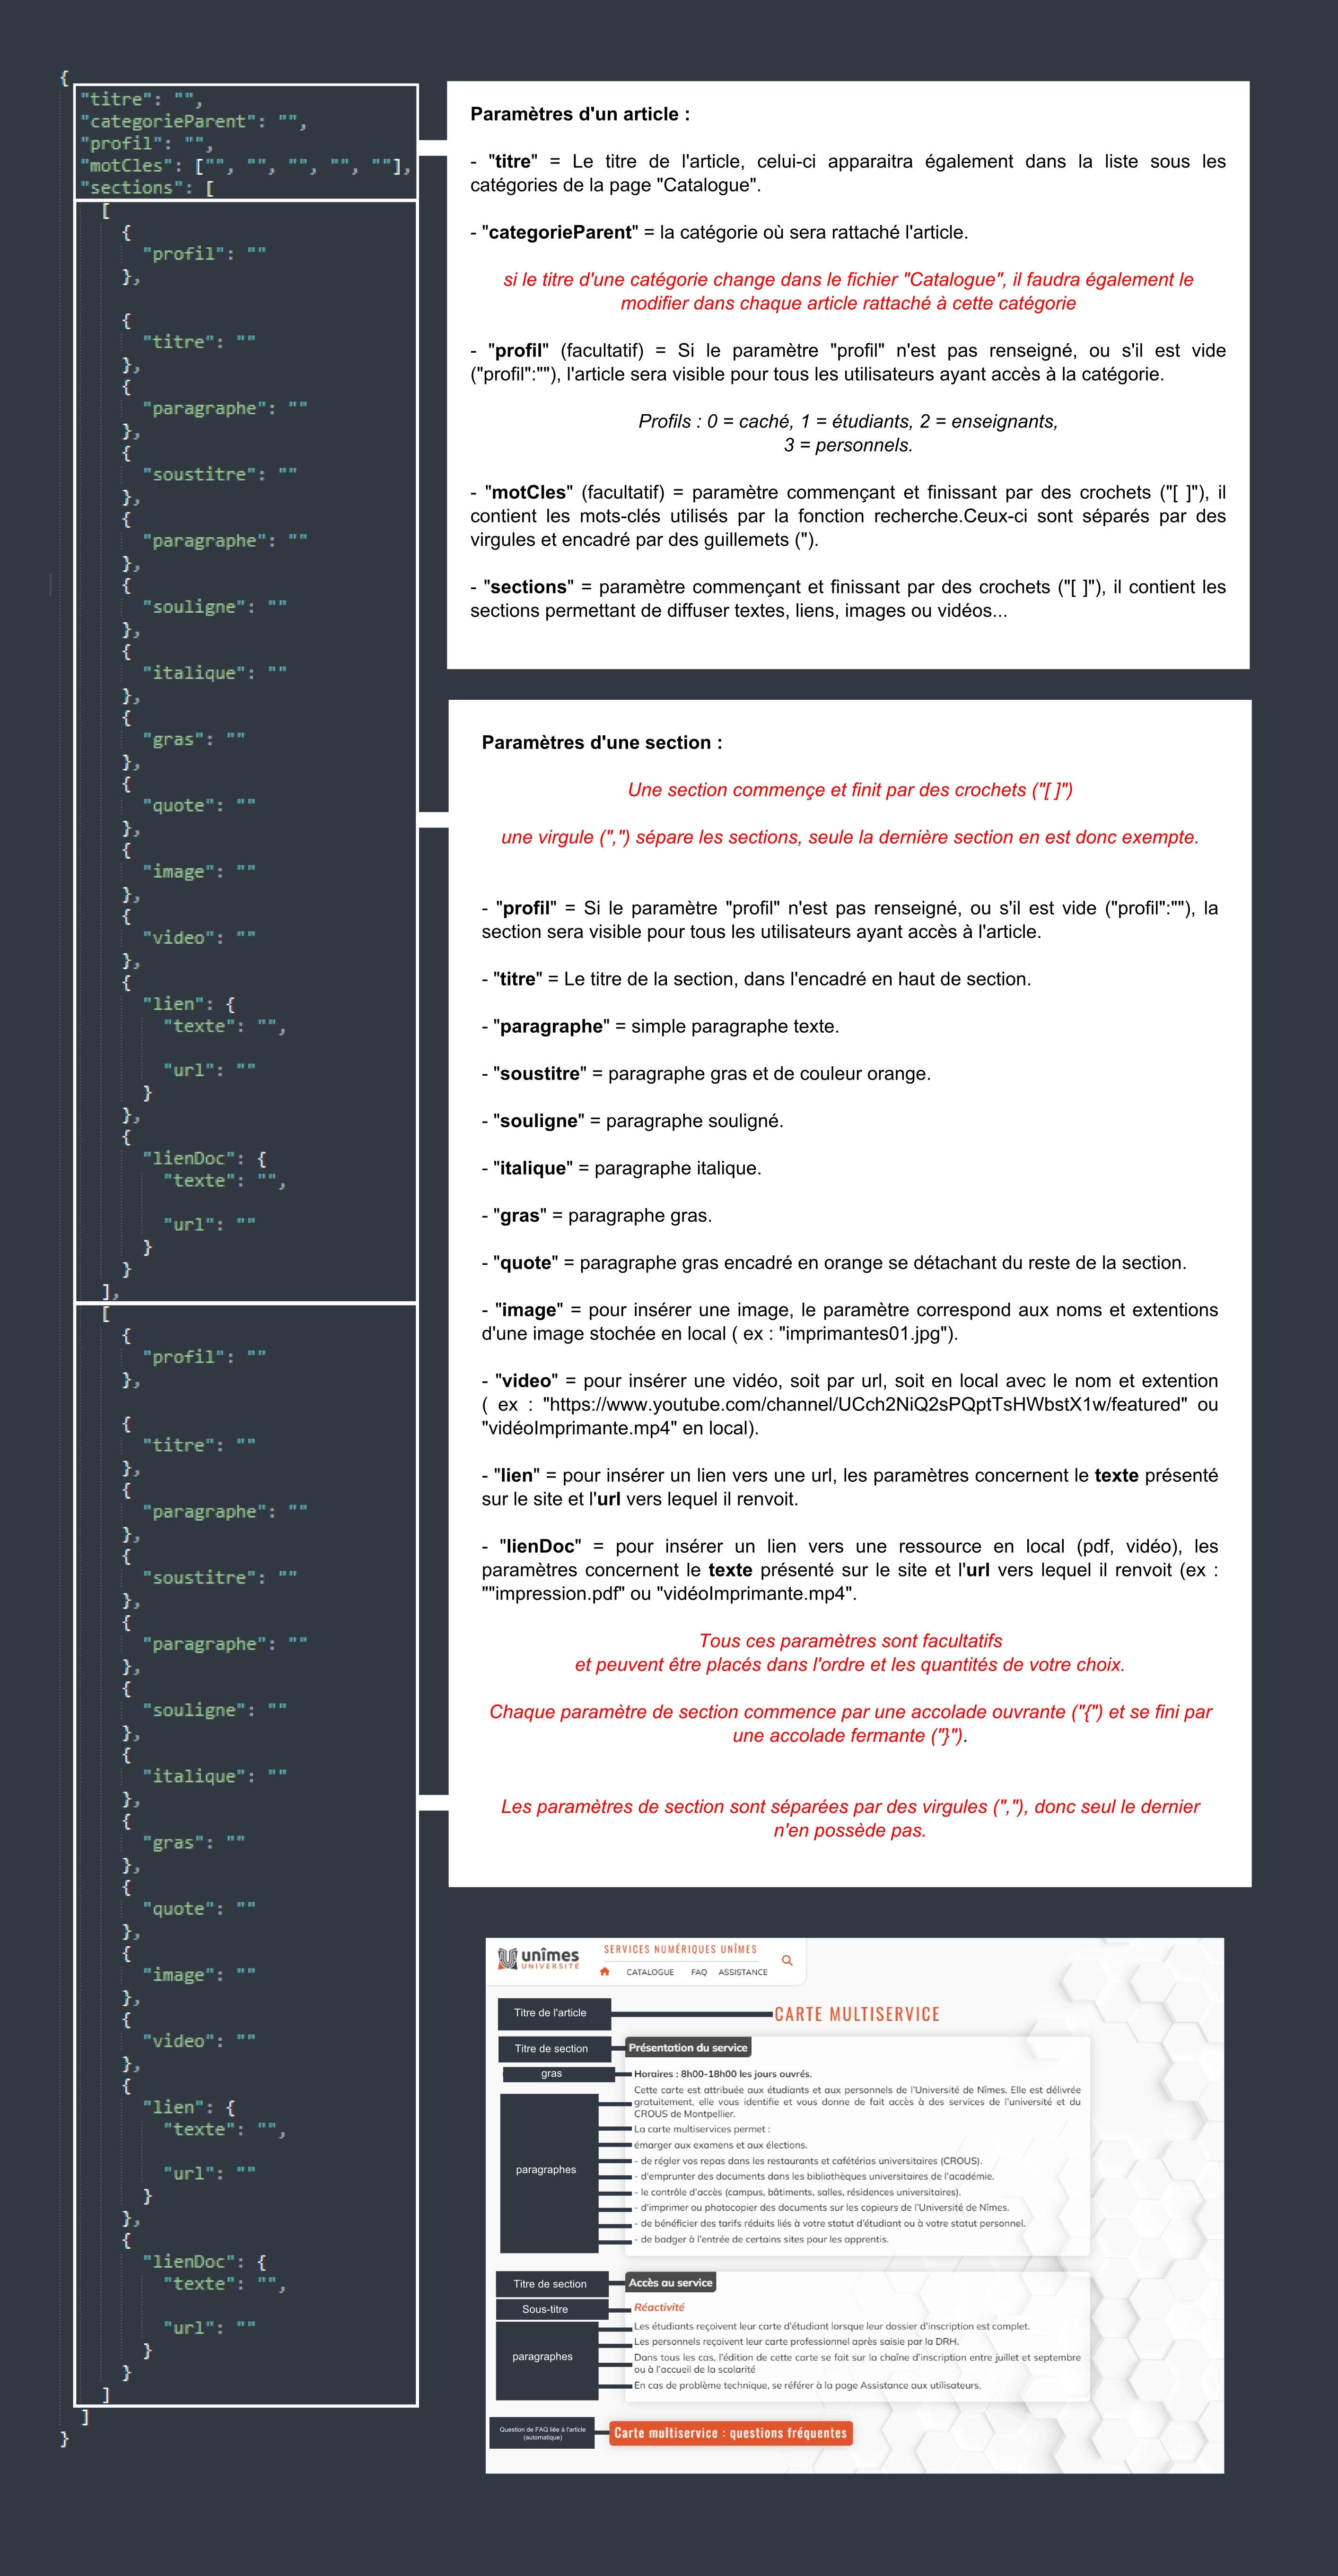 {
"titre": "",
"categorieParent": "",
"profil": "",
"motCles": ["", "", "", "", ""],
"sections": [
[
{
"profil": ""
},
{
"titre": ""
},
{
"paragraphe": ""
},
{
"soustitre": ""
},
{
"paragraphe": ""
},
{
"souligne": ""
},
{
"italique": ""
},
{
"gras": ""
},
{
"quote": ""
},
{
"image": ""
},
{
"video": ""
},
{
"lien": {
"texte": "",
"url": ""
}
},
{
"lienDoc": {
"texte": "",
"url": ""
}
}
],
[
{
"profil": ""
},
{
"titre": ""
},
{
"paragraphe": ""
},
{
"soustitre": ""
},
{
"paragraphe": ""
},
{
"souligne": ""
},
{
"italique": ""
},
{
"gras": ""
},
{
"quote": ""
},
{
"image": ""
},
{
"video": ""
},
{
"lien": {
"texte": "",
"url": ""
}
},
{
"lienDoc": {
"texte": "",
"url": ""
}
}
]
]
}
Paramètres d'un article :
- "titre" = Le titre de l'article, celui-ci apparaitra également dans la liste sous les
catégories de la page "Catalogue".
- "categorieParent" = la catégorie où sera rattaché l'article.
si le titre d'une catégorie change dans le fichier "Catalogue", il faudra également le
modifier dans chaque article rattaché à cette catégorie
- "profil" (facultatif) = Si le paramètre "profil" n'est pas renseigné, ou s'il est vide
("profil":""), l'article sera visible pour tous les utilisateurs ayant accès à la catégorie.
Profils : 0 = caché, 1 = étudiants, 2 = enseignants,
3 = personnels.
- "motCles" (facultatif) = paramètre commençant et finissant par des crochets ("[ ]"), il
contient les mots-clés utilisés par la fonction recherche.Ceux-ci sont séparés par des
virgules et encadré par des guillemets (").
- "sections" = paramètre commençant et finissant par des crochets ("[ ]"), il contient les
sections permettant de diffuser textes, liens, images ou vidéos...
Paramètres d'une section :
Une section commençe et finit par des crochets ("[ ]")
une virgule (",") sépare les sections, seule la dernière section en est donc exempte.
- "profil" = Si le paramètre "profil" n'est pas renseigné, ou s'il est vide ("profil":""), la
section sera visible pour tous les utilisateurs ayant accès à l'article.
- "titre" = Le titre de la section, dans l'encadré en haut de section.
- "paragraphe" = simple paragraphe texte.
- "soustitre" = paragraphe gras et de couleur orange.
- "souligne" = paragraphe souligné.
- "italique" = paragraphe italique.
- "gras" = paragraphe gras.
- "quote" = paragraphe gras encadré en orange se détachant du reste de la section.
- "image" = pour insérer une image, le paramètre correspond aux noms et extentions
d'une image stochée en local ( ex : "imprimantes01.jpg").
- "video" = pour insérer une vidéo, soit par url, soit en local avec le nom et extention
( ex : "https://www.youtube.com/channel/UCch2NiQ2sPQptTsHWbstX1w/featured" ou
"vidéoImprimante.mp4" en local).
- "lien" = pour insérer un lien vers une url, les paramètres concernent le texte présenté
sur le site et l'url vers lequel il renvoit.
- "lienDoc" = pour insérer un lien vers une ressource en local (pdf, vidéo), les
paramètres concernent le texte présenté sur le site et l'url vers lequel il renvoit (ex :
""impression.pdf" ou "vidéoImprimante.mp4".
Tous ces paramètres sont facultatifs
et peuvent être placés dans l'ordre et les quantités de votre choix.
Chaque paramètre de section commence par une accolade ouvrante ("{") et se fini par
une accolade fermante ("}").
Les paramètres de section sont séparées par des virgules (","), donc seul le dernier
n'en possède pas.
unîmes
UNIVERSITÉ
SERVICES NUMÉRIQUES UNÎMES
CATALOGUE FAQ ASSISTANCE
Titre de l'article
CARTE MULTISERVICE
Titre de section
Présentation du service
gras
Horaires : 8h00-18h00 les jours ouvrés.
paragraphes
Cette carte est attribuée aux étudiants et aux personnels de l'Université de Nîmes. Elle est délivrée
gratuitement, elle vous identifie et vous donne de fait accès à des services de l'université et du
CROUS de Montpellier.
La carte multiservices permet :
émarger aux examens et aux élections.
- de régler vos repas dans les restaurants et cafétérias universitaires (CROUS).
- d'emprunter des documents dans les bibliothèques universitaires de l'académie.
- le contrôle d'accès (campus, bâtiments, salles, résidences universitaires).
- d'imprimer ou photocopier des documents sur les copieurs de l'Université de Nîmes.
- de bénéficier des tarifs réduits liés à votre statut d'étudiant ou à votre statut personnel.
- de badger à l'entrée de certains sites pour les apprentis.
Titre de section
Accès au service
Sous-titre
Réactivité
paragraphes
Les étudiants reçoivent leur carte d'étudiant lorsque leur dossier d'inscription est complet.
Les personnels reçoivent leur carte professionnel après saisie par la DRH.
Dans tous les cas, l'édition de cette carte se fait sur la chaîne d'inscription entre juillet et septembre
ou à l'accueil de la scolarité
En cas de problème technique, se référer à la page Assistance aux utilisateurs.
Question de FAQ liée à l'article
(automatique)
Carte multiservice : questions fréquentes